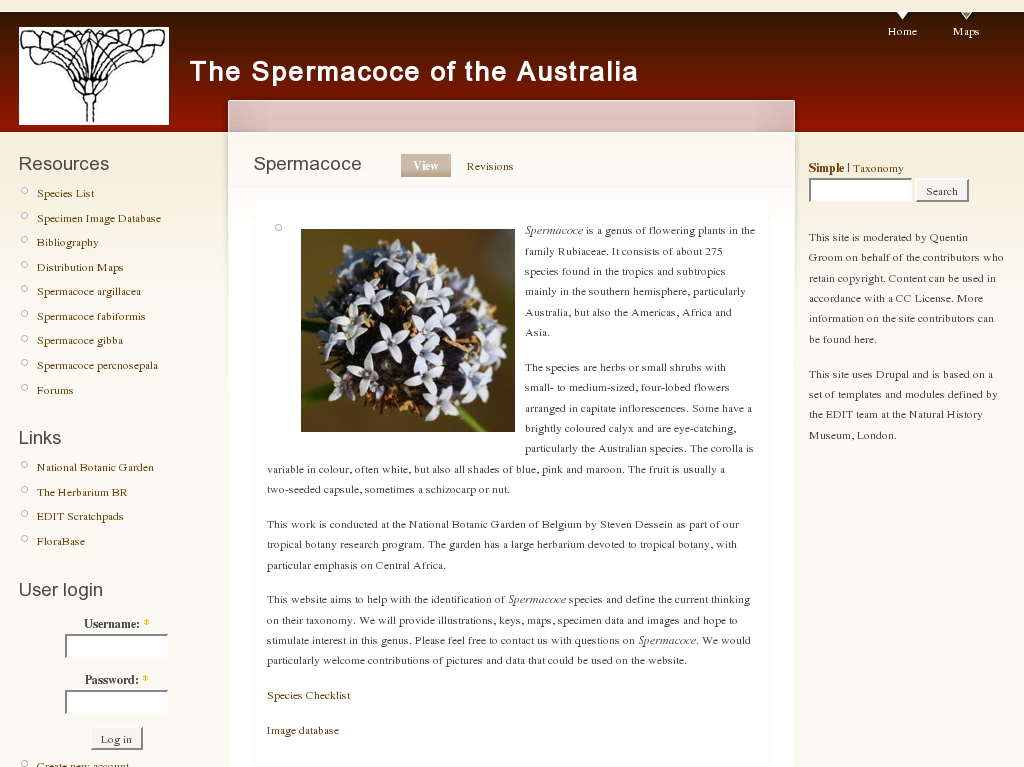 Home
Maps
The Spermacoce of the Australia
Resources
Species List
Specimen Image Database
Bibliography
Distribution Maps
Spermacoce argillacea
Spermacoce fabiformis
Spermacoce gibba
Spermacoce percnosepala
Forums
Links
National Botanic Garden
The Herbarium BR
EDIT Scratchpads
FloraBase
User login
Username: *
Password: *
Log in
Create new account
Spermacoce
View
Revisions
Spermacoce is a genus of flowering plants in the
family Rubiaceae. It consists of about 275
species found in the tropics and subtropics
mainly in the southern hemisphere, particularly
Australia, but also the Americas, Africa and
Asia.
The species are herbs or small shrubs with
small- to medium-sized, four-lobed flowers
arranged in capitate inflorescences. Some have a
brightly coloured calyx and are eye-catching,
particularly the Australian species. The corolla is
variable in colour, often white, but also all shades of blue, pink and maroon. The fruit is usually a
two-seeded capsule, sometimes a schizocarp or nut.
This work is conducted at the National Botanic Garden of Belgium by Steven Dessein as part of our
tropical botany research program. The garden has a large herbarium devoted to tropical botany, with
particular emphasis on Central Africa.
This website aims to help with the identification of Spermacoce species and define the current thinking
on their taxonomy. We will provide illustrations, keys, maps, specimen data and images and hope to
stimulate interest in this genus. Please feel free to contact us with questions on Spermacoce. We would
particularly welcome contributions of pictures and data that could be used on the website.
Species Checklist
Image database
Simple | Taxonomy
Search
This site is moderated by Quentin
Groom on behalf of the contributors who
retain copyright. Content can be used in
accordance with a CC License. More
information on the site contributors can
be found here.
This site uses Drupal and is based on a
set of templates and modules defined by
the EDIT team at the Natural History
Museum, London.